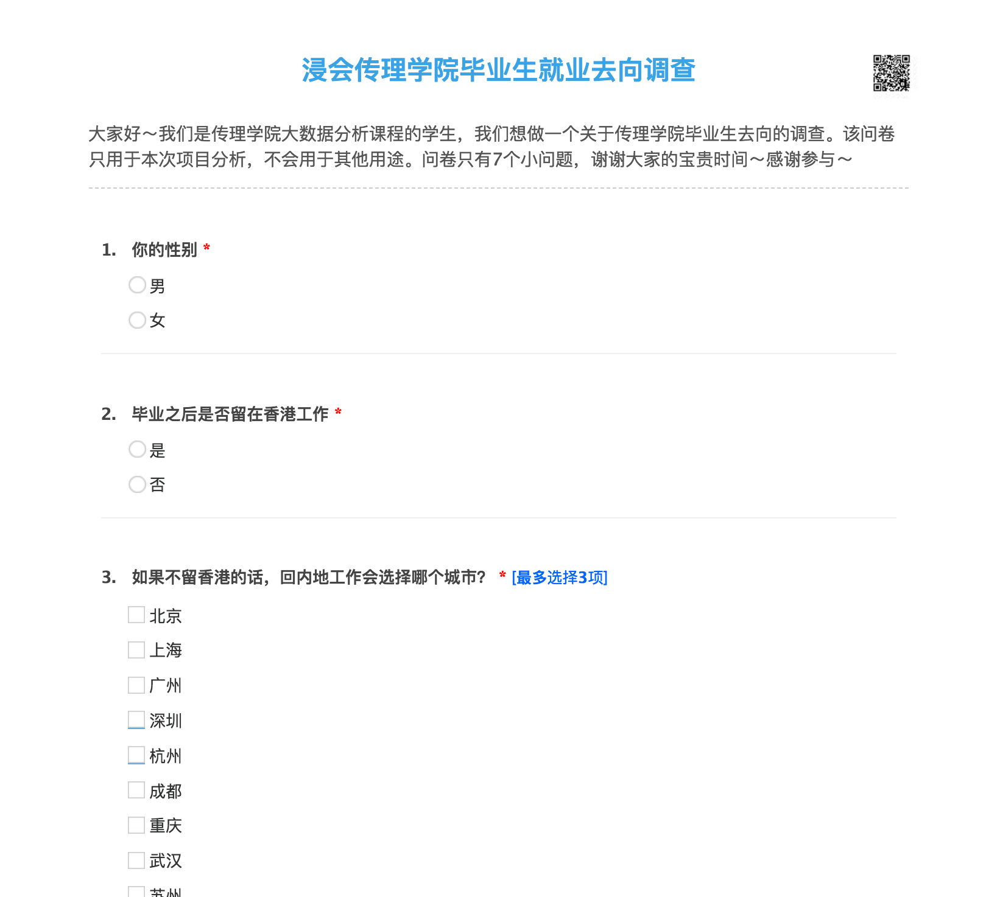 浸会传理学院毕业生就业去向调查
大家好～我们是传理学院大数据分析课程的学生，我们想做一个关于传理学院毕业生去向的调查。该问卷
只用于本次项目分析，不会用于其他用途。问卷只有7个小问题，谢谢大家的宝贵时间～感谢参与～
1. 你的性别 *
男
女
2. 毕业之后是否留在香港工作 *
是
否
3. 如果不留香港的话，回内地工作会选择哪个城市？ * [最多选择3项]
北京
上海
广州
深圳
杭州
成都
重庆
武汉
苏州